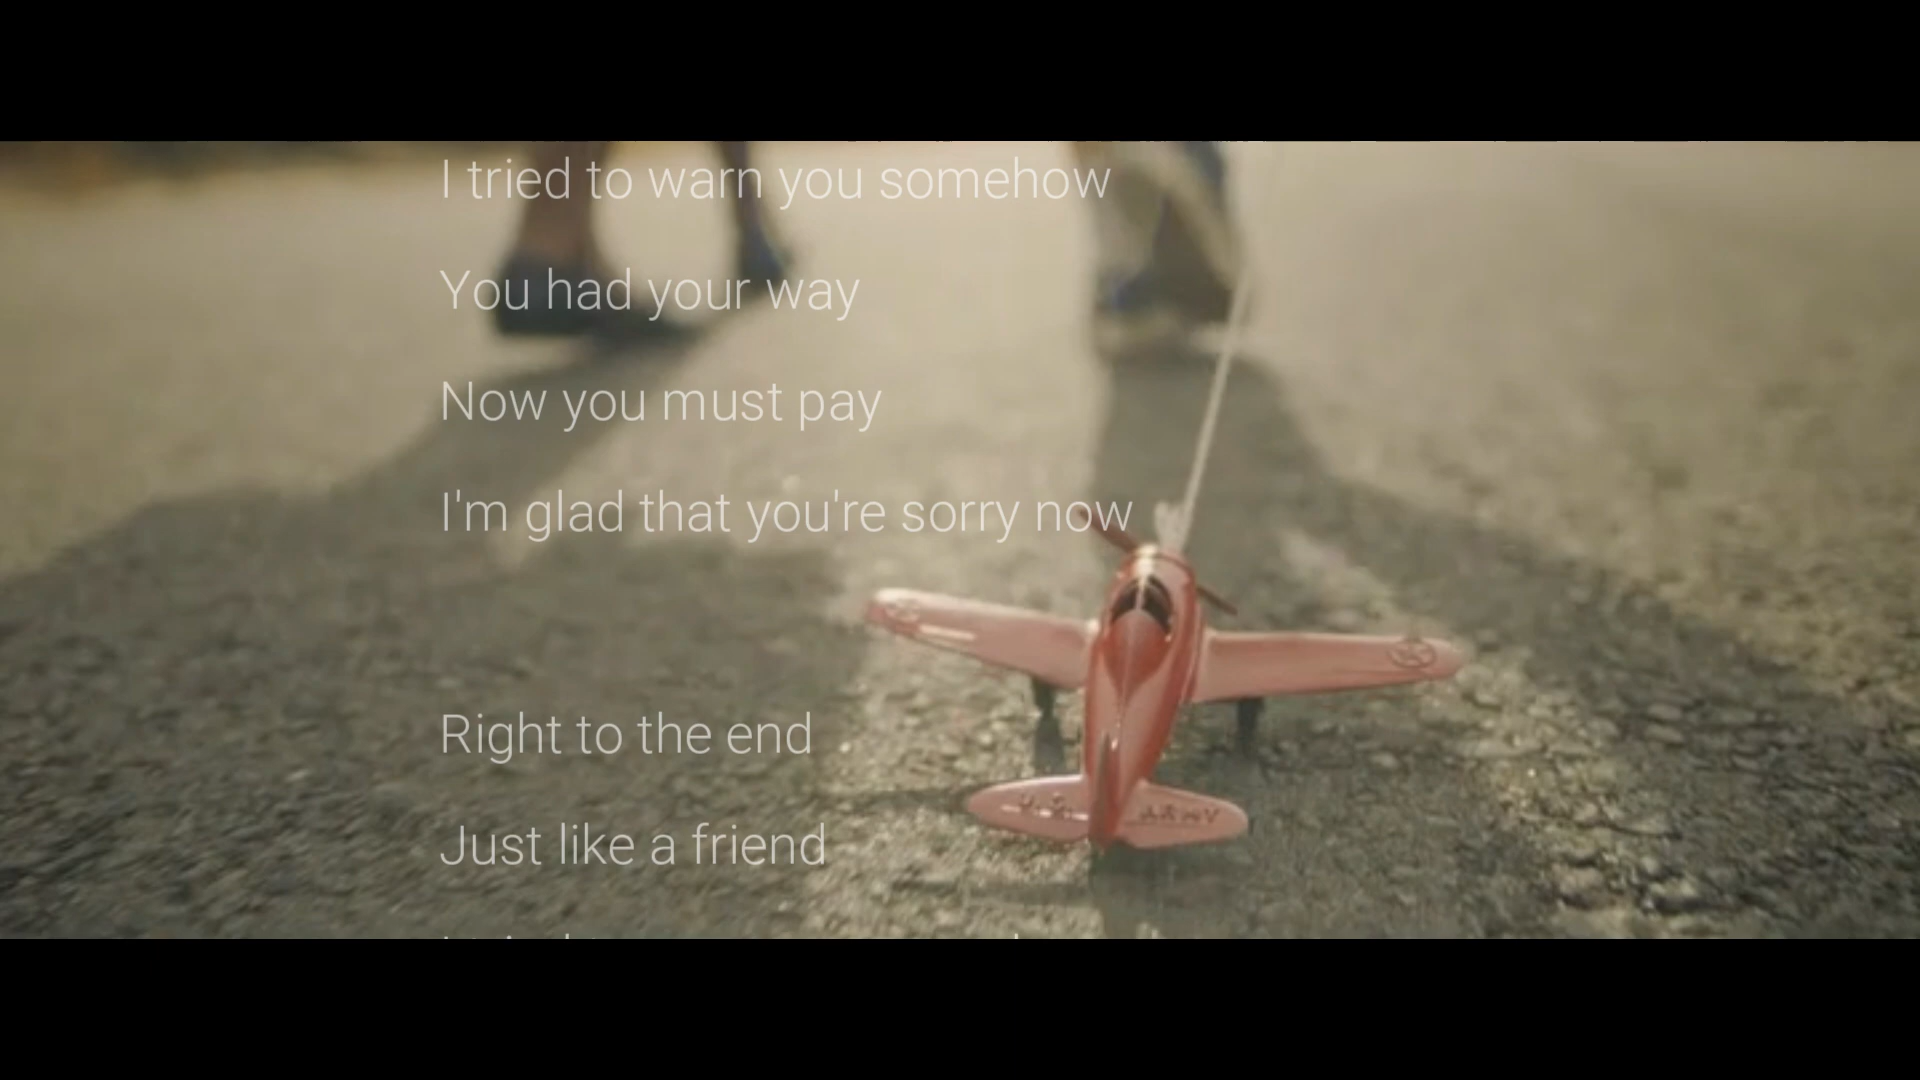 I tried to warn you somehow
You had your way
Now you must pay
I'm glad that you're sorry now
Right to the end
Just like a friend
U.S. ARMY